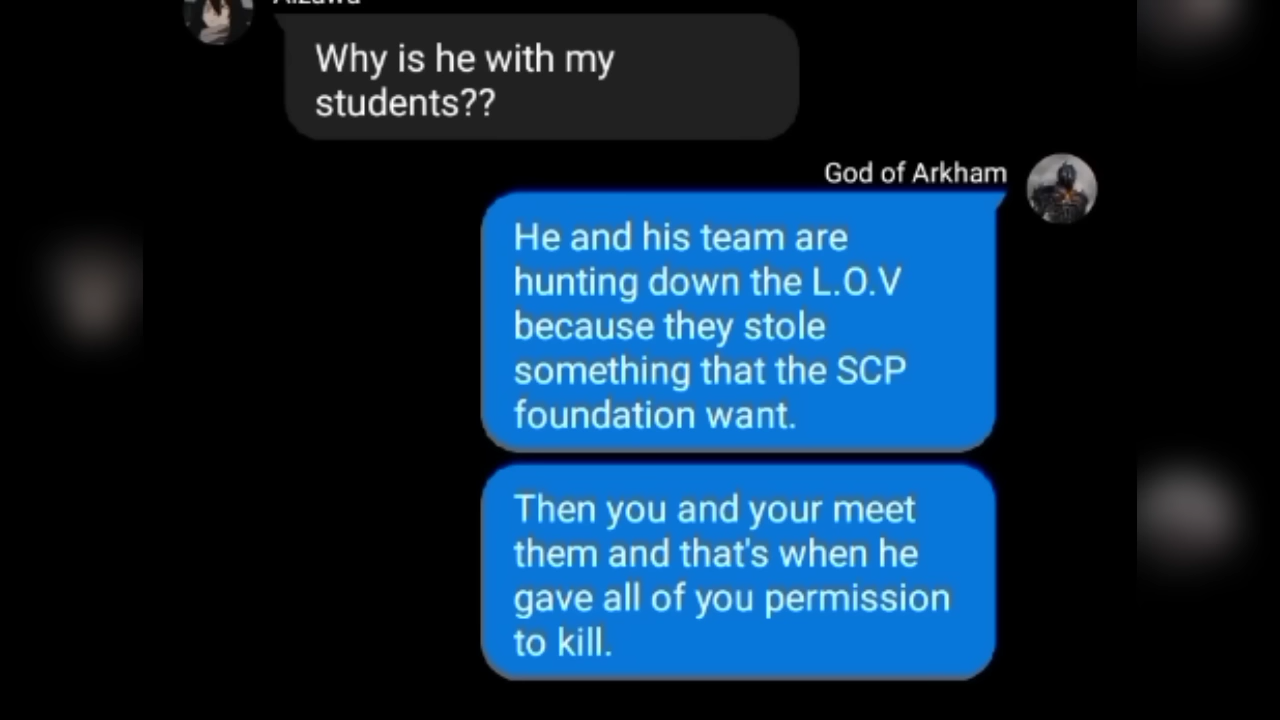 Aizawa
Why is he with my
students??
God of Arkham
He and his team are
hunting down the L.O.V
because they stole
something that the SCP
foundation want.
Then you and your meet
them and that's when he
gave all of you permission
to kill.